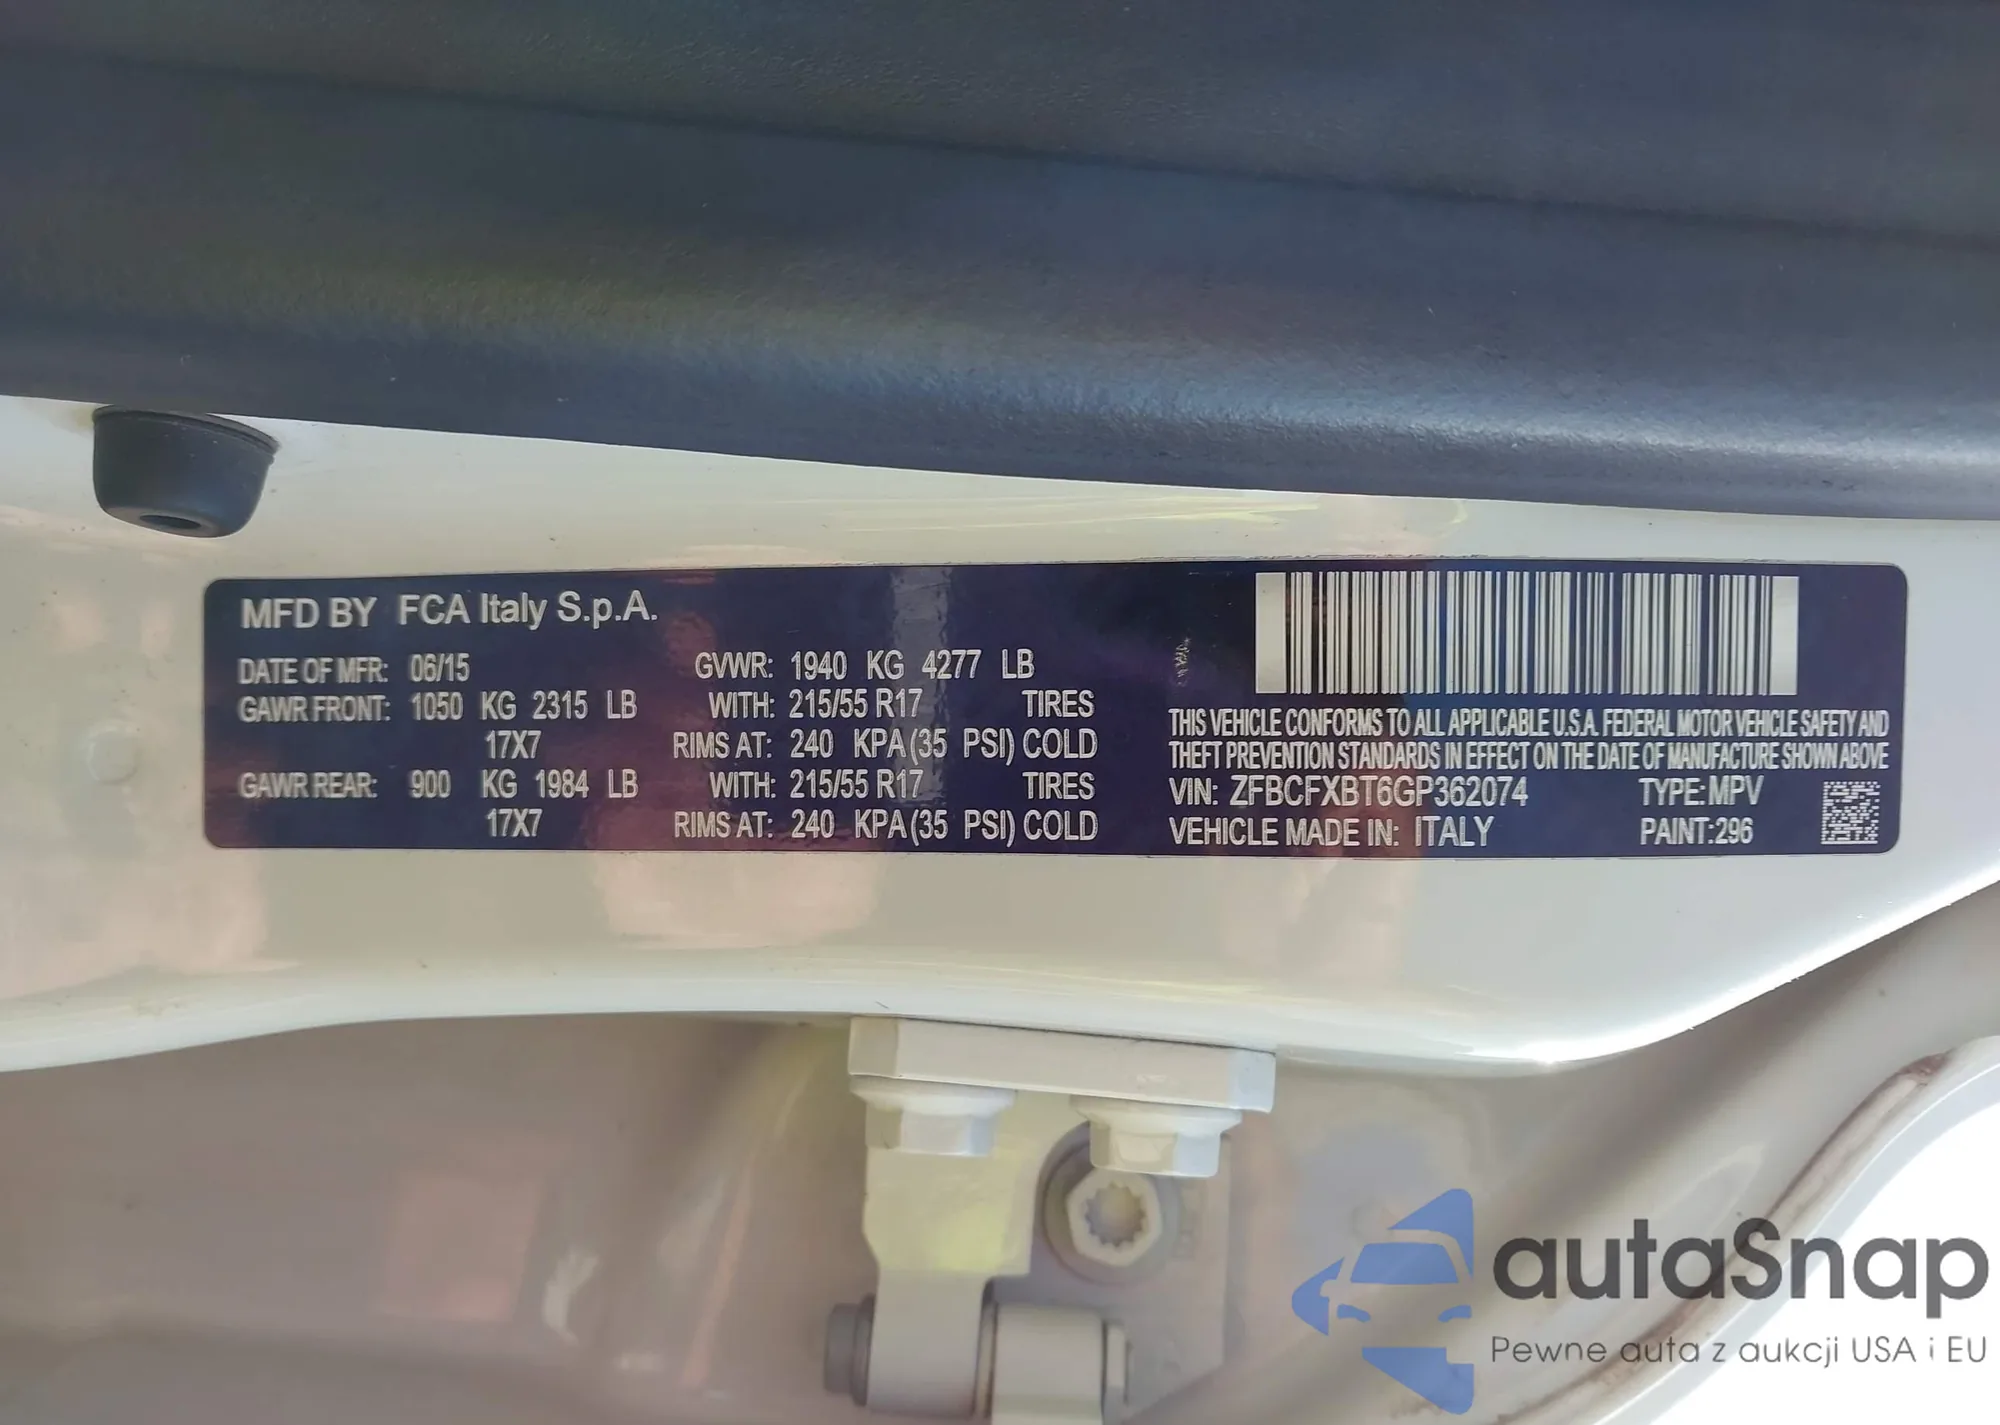 MFD BY FCA Italy S.p.A.
DATE OF MFR: 06/15 GVWR: 1940 KG 4277 LB
GAWR FRONT: 1050 KG 2315 LB WITH: 215/55 R17 TIRES
17X7 RIMS AT: 240 KPA (35 PSI) COLD
GAWR REAR: 900 KG 1984 LB WITH: 215/55 R17 TIRES
17X7 RIMS AT: 240 KPA (35 PSI) COLD
THIS VEHICLE CONFORMS TO ALL APPLICABLE U.S.A. FEDERAL MOTOR VEHICLE SAFETY AND
THEFT PREVENTION STANDARDS IN EFFECT ON THE DATE OF MANUFACTURE SHOWN ABOVE
VIN: ZFBCFXBT6GP362074 TYPE: MPV
VEHICLE MADE IN: ITALY PAINT: 296
autaSnap
Pewne auta z aukcji USA i EU